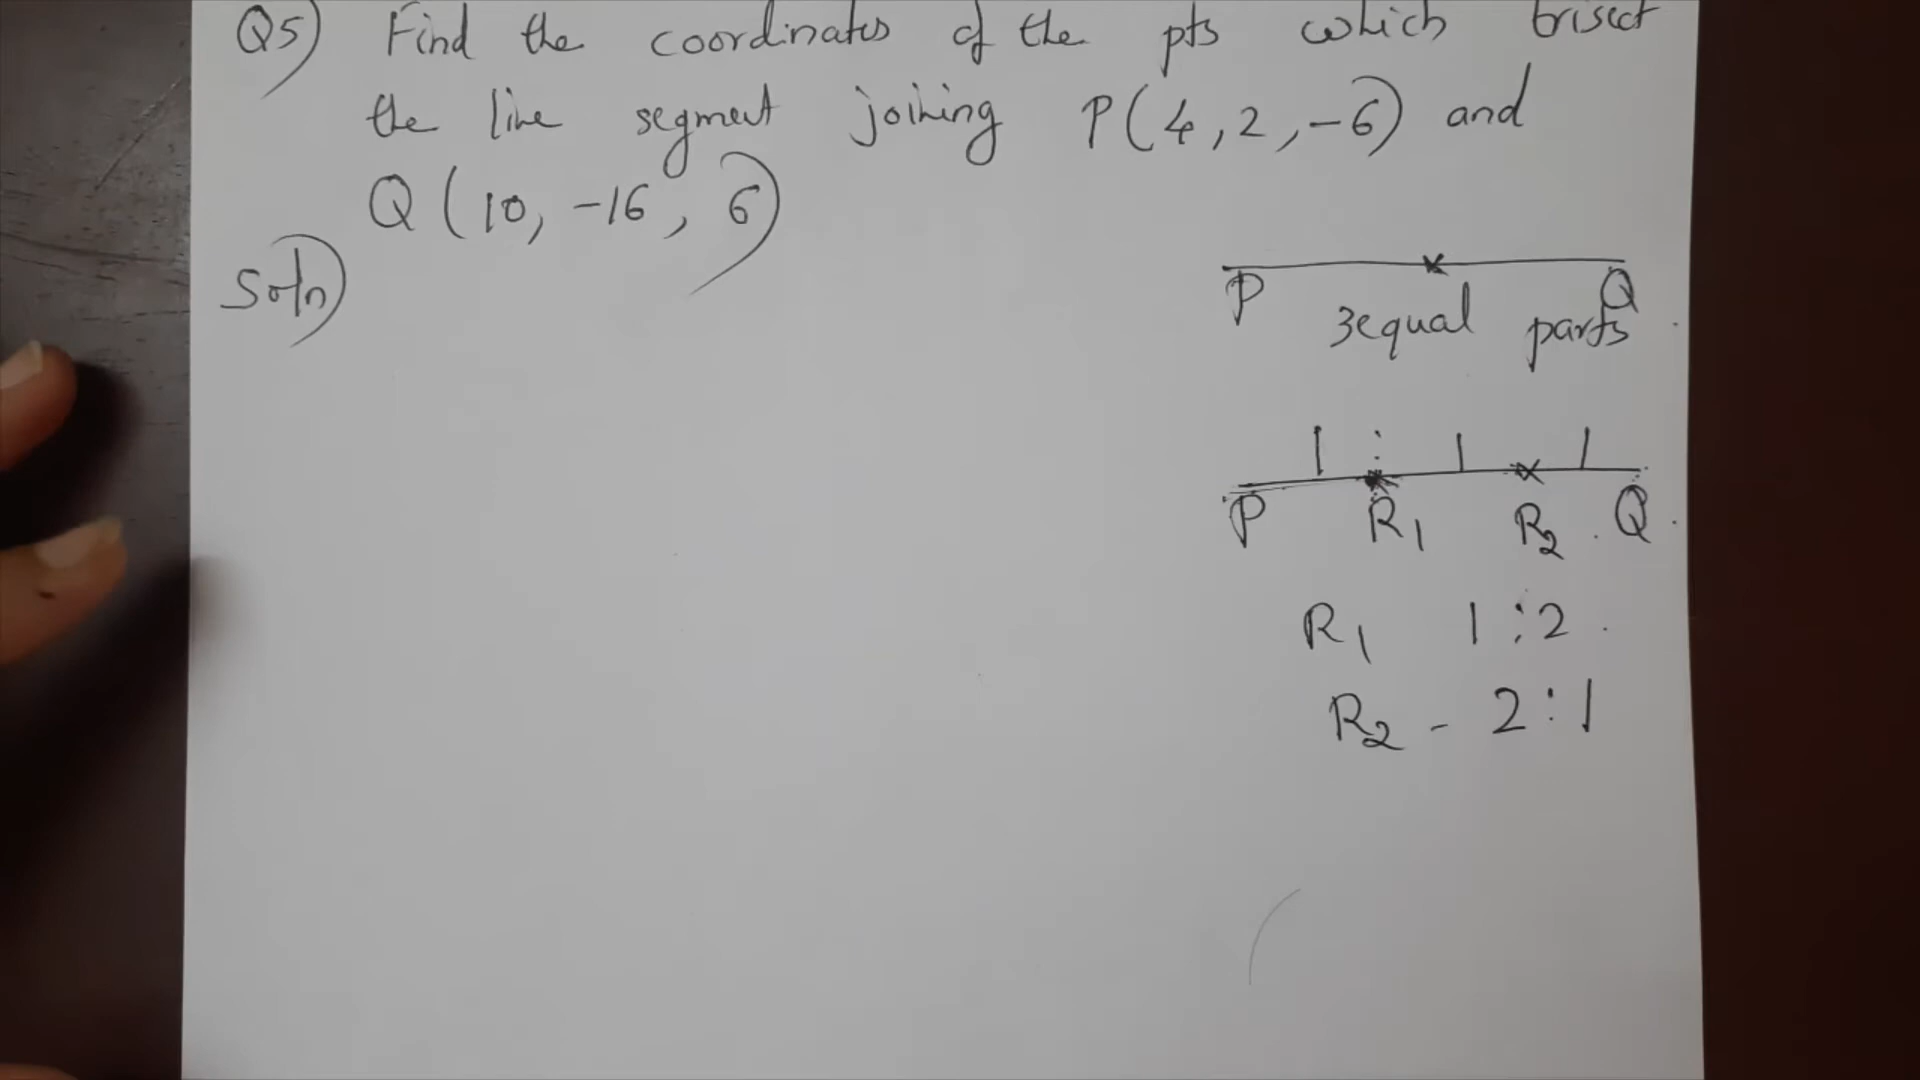 Q5) Find the coordinates of the pts which trisect
the line segment joining P(4, 2, -6) and
Q (10, -16, 6)
Soln)
P Q
3 equal parts
1 : 1 1
P R1 R2 Q
R1 1 : 2
R2 - 2 : 1